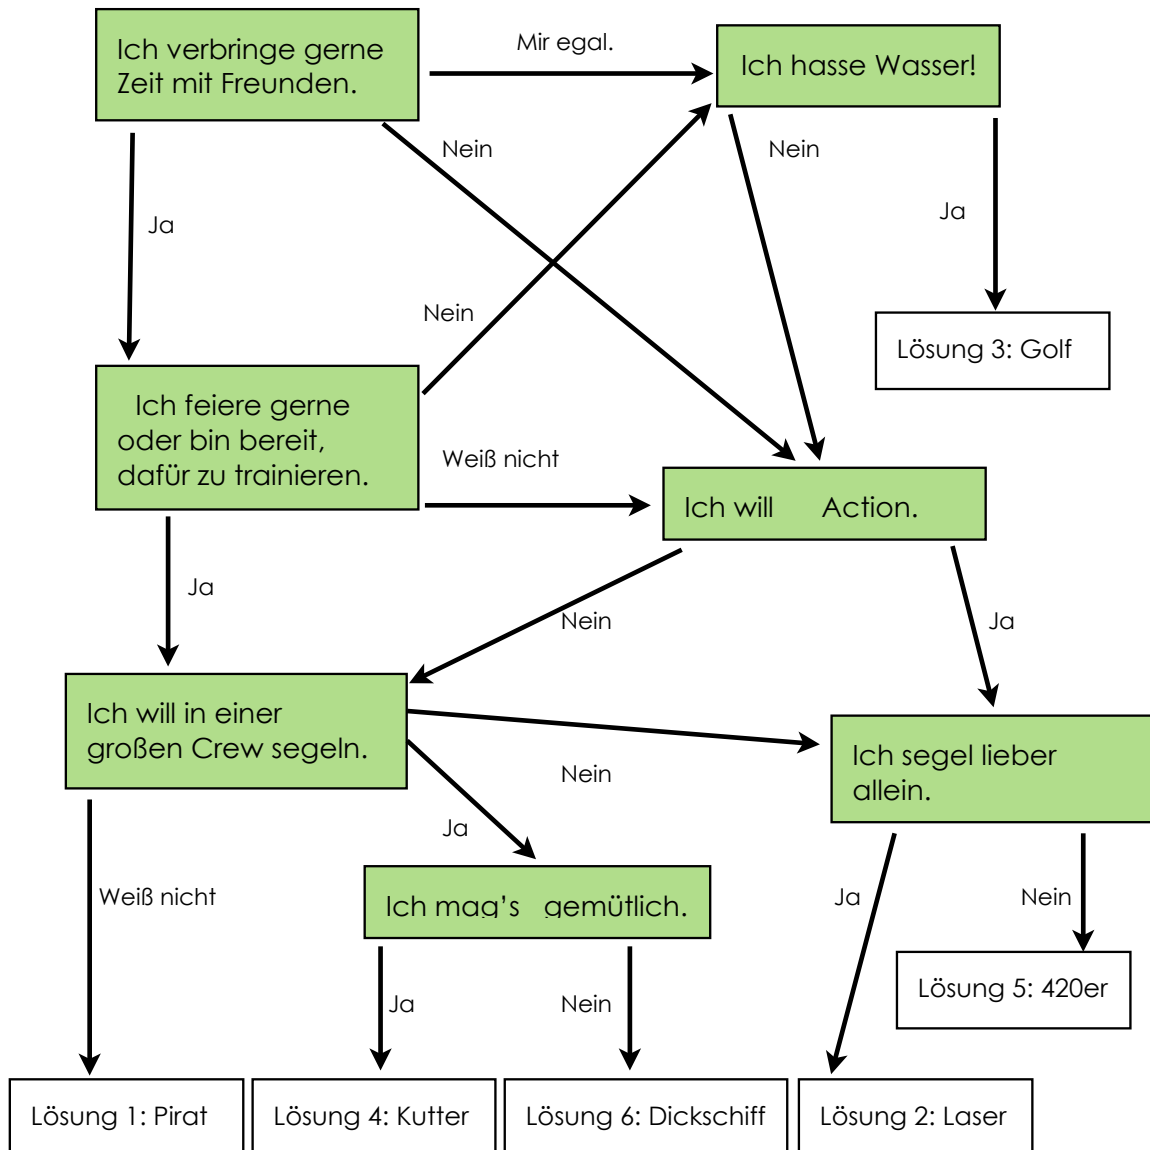 Ich verbringe gerne
Zeit mit Freunden.
Mir egal.
Ich hasse Wasser!
Nein
Nein
Ja
Ja
Nein
Lösung 3: Golf
Ich feiere gerne
oder bin bereit,
dafür zu trainieren.
Weiß nicht
Ich will Action.
Ja
Nein
Ja
Ich will in einer
großen Crew segeln.
Ich segel lieber
allein.
Nein
Ja
Weiß nicht
Ich mag's gemütlich.
Ja
Nein
Ja
Nein
Lösung 5: 420er
Lösung 1: Pirat
Lösung 4: Kutter
Lösung 6: Dickschiff
Lösung 2: Laser